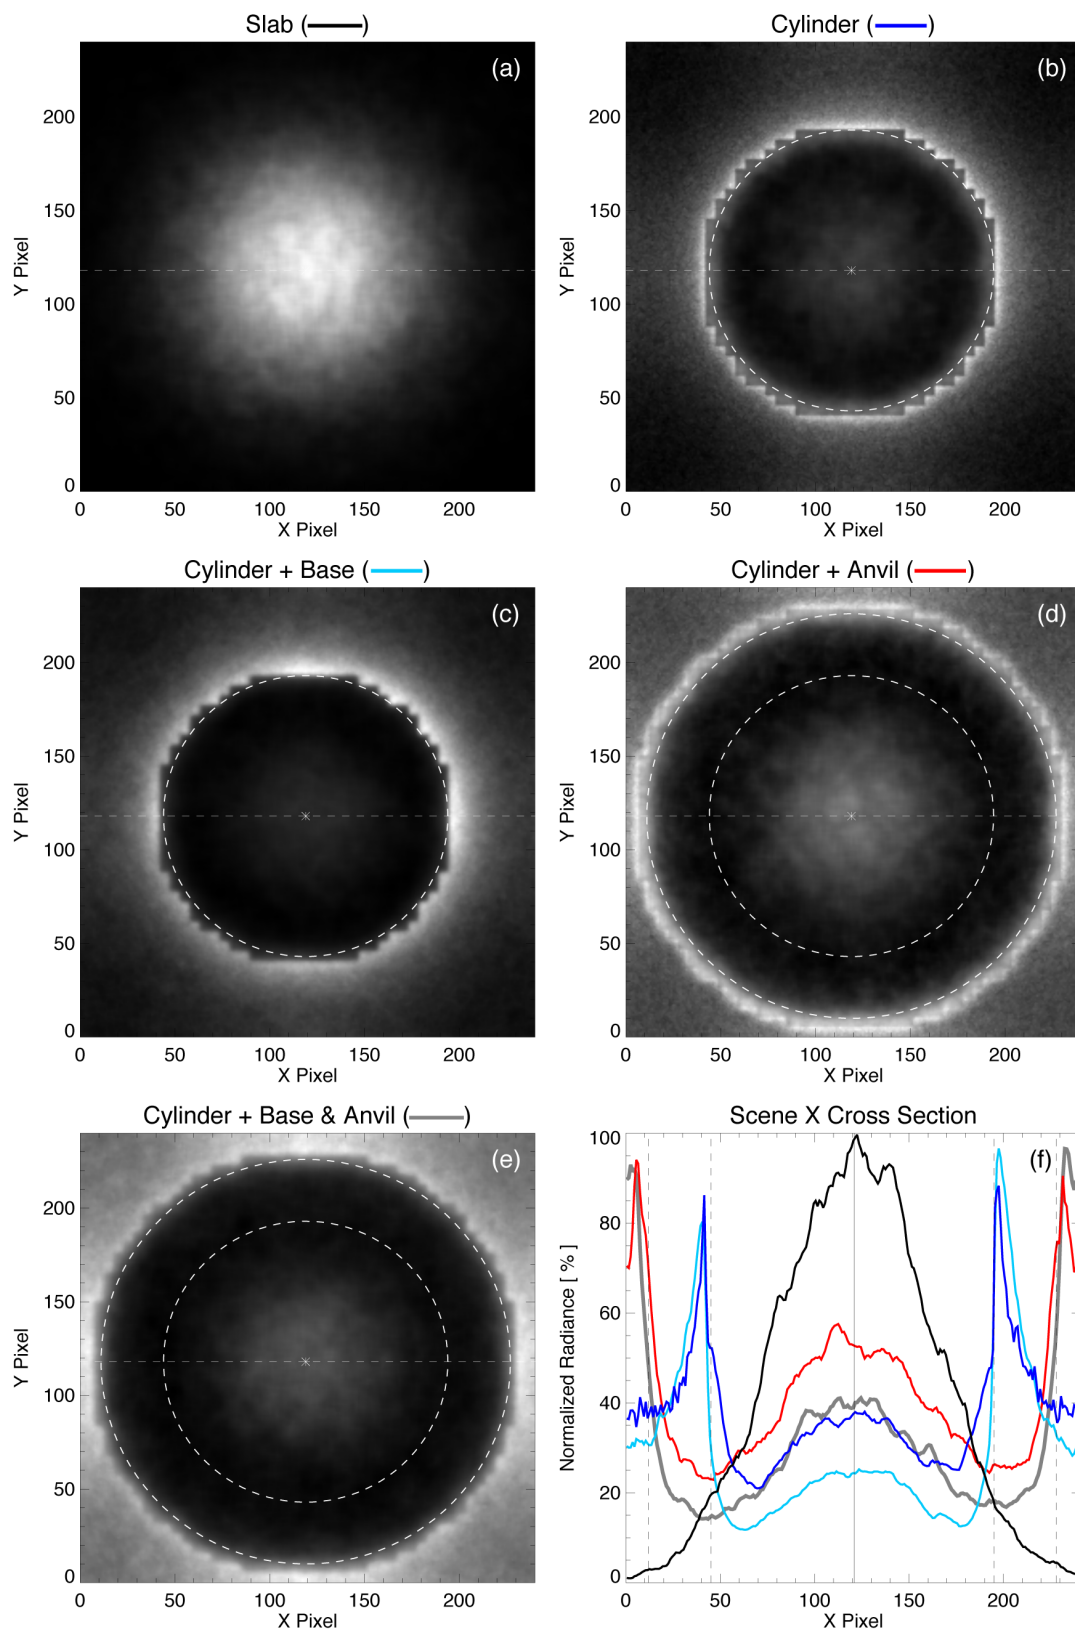 Slab ( )
(a)
200
150
100
50
0
Y Pixel
0 50 100 150 200
X Pixel
Cylinder ( )
(b)
200
150
100
50
0
Y Pixel
0 50 100 150 200
X Pixel
Cylinder + Base ( )
(c)
200
150
100
50
0
Y Pixel
0 50 100 150 200
X Pixel
Cylinder + Anvil ( )
(d)
200
150
100
50
0
Y Pixel
0 50 100 150 200
X Pixel
Cylinder + Base & Anvil ( )
(e)
200
150
100
50
0
Y Pixel
0 50 100 150 200
X Pixel
Scene X Cross Section
(f)
100
80
60
40
20
0
Normalized Radiance [ % ]
0 50 100 150 200
X Pixel